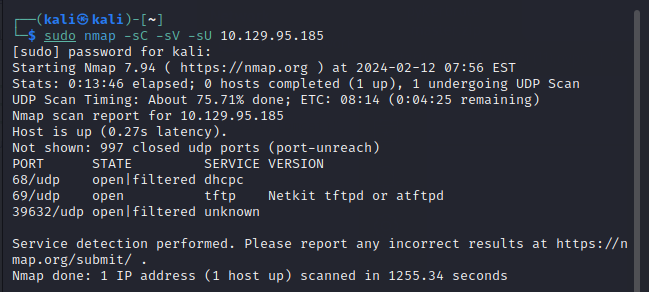 ┌──(kali㉿kali)-[~]
└─$ sudo nmap -sC -sV -sU 10.129.95.185
[sudo] password for kali:
Starting Nmap 7.94 ( https://nmap.org ) at 2024-02-12 07:56 EST
Stats: 0:13:46 elapsed; 0 hosts completed (1 up), 1 undergoing UDP Scan
UDP Scan Timing: About 75.71% done; ETC: 08:14 (0:04:25 remaining)
Nmap scan report for 10.129.95.185
Host is up (0.27s latency).
Not shown: 997 closed udp ports (port-unreach)
PORT      STATE         SERVICE VERSION
68/udp    open|filtered dhcpc
69/udp    open          tftp    Netkit tftpd or atftpd
39632/udp open|filtered unknown

Service detection performed. Please report any incorrect results at https://n
map.org/submit/ .
Nmap done: 1 IP address (1 host up) scanned in 1255.34 seconds